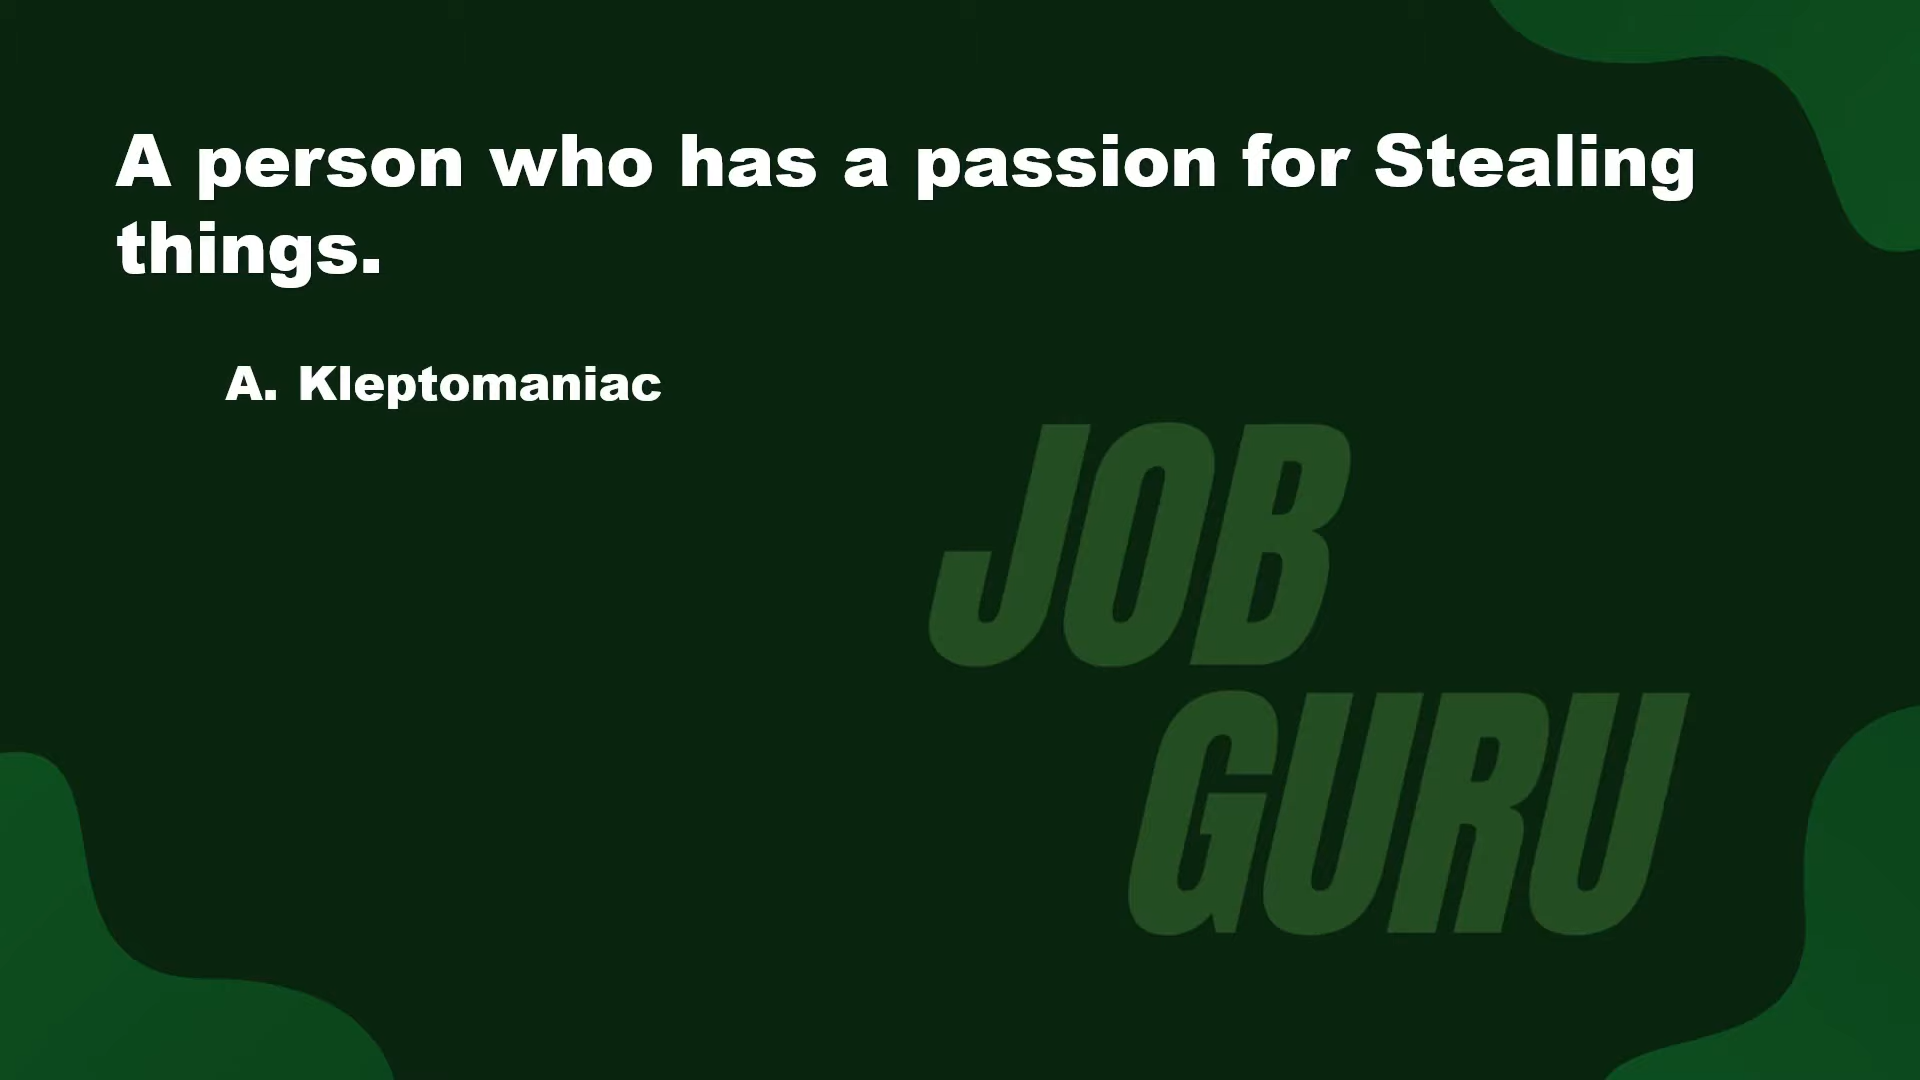 A person who has a passion for Stealing
things.
A. Kleptomaniac
JOB
GURU